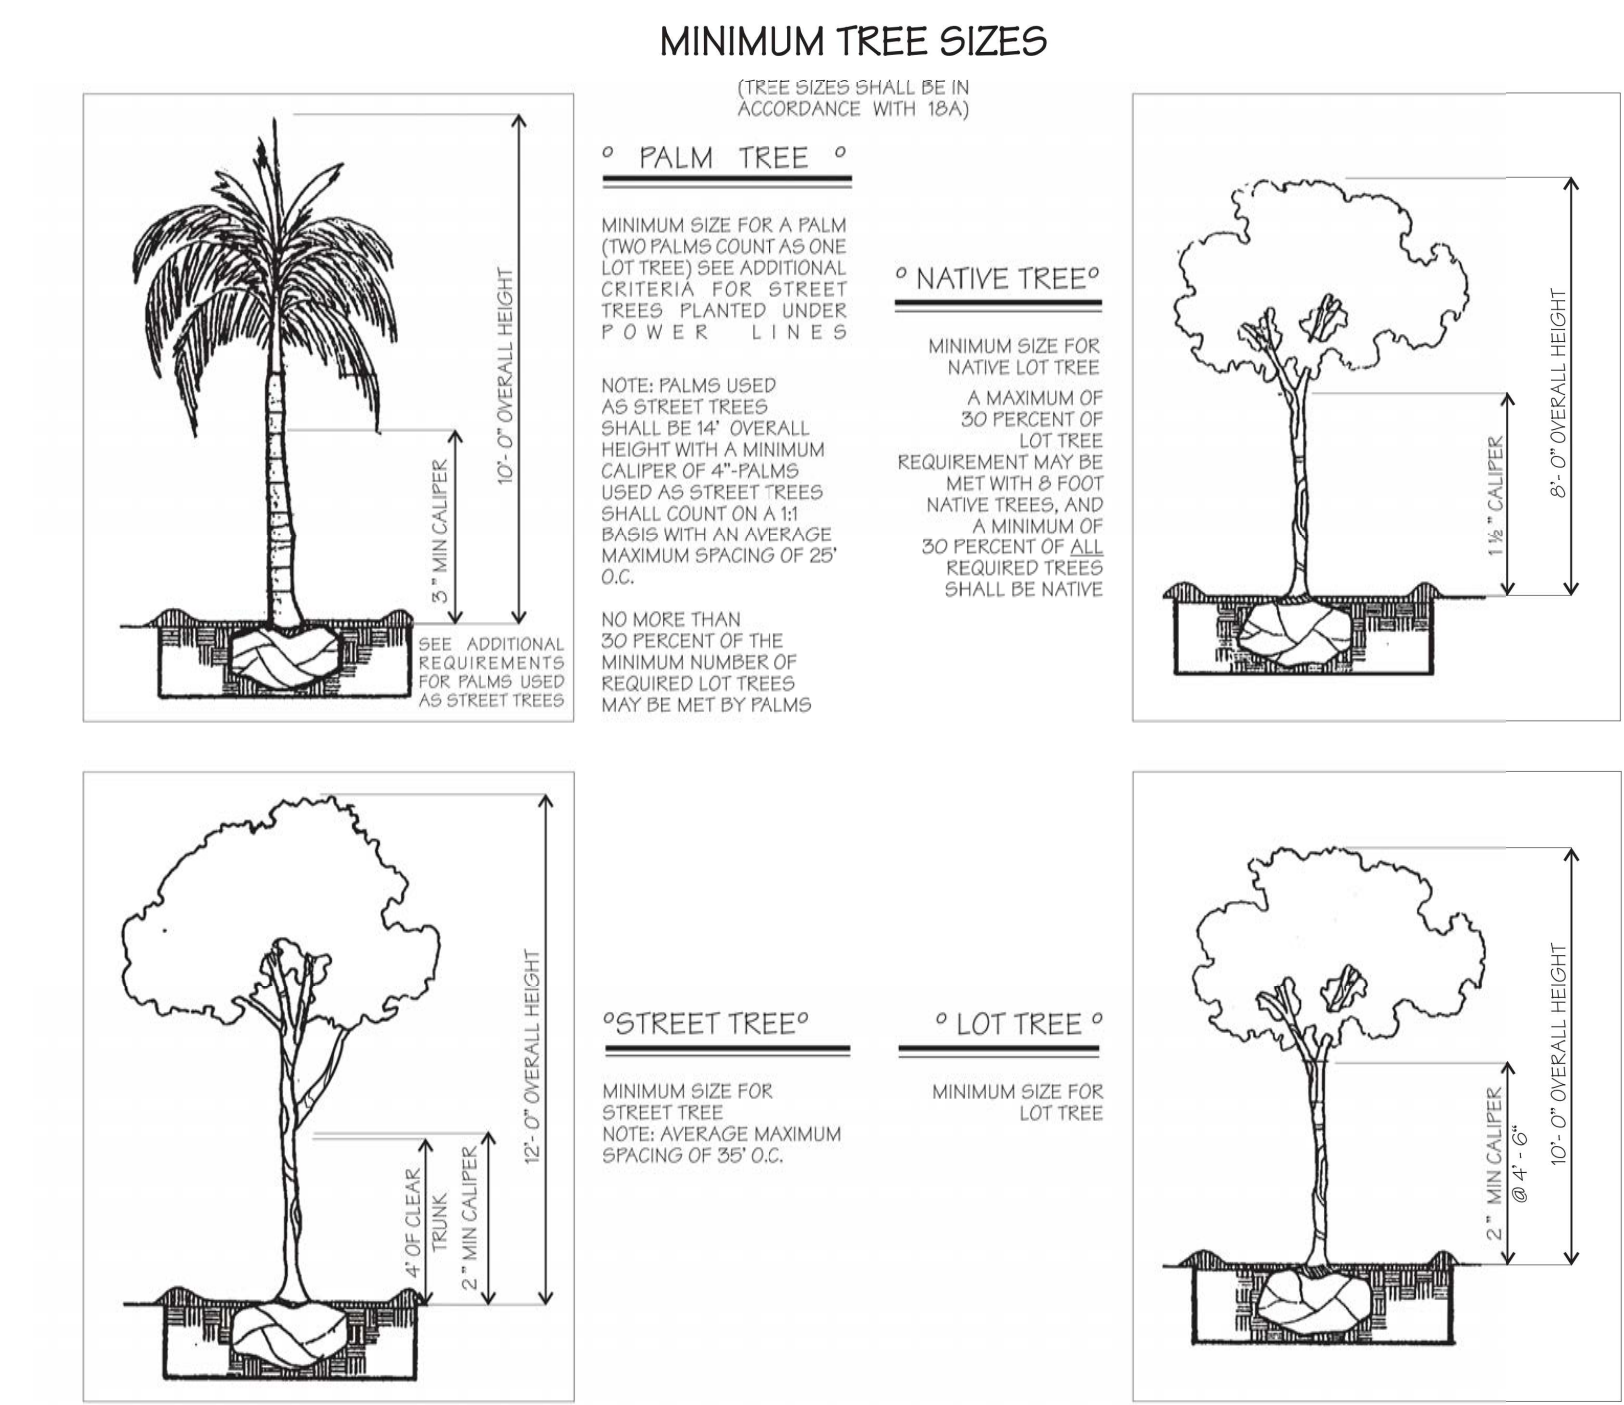 MINIMUM TREE SIZES
(TREE SIZES SHALL BE IN
ACCORDANCE WITH 18A)
10'- 0" OVERALL HEIGHT
3 " MIN CALIPER
SEE ADDITIONAL
REQUIREMENTS
FOR PALMS USED
AS STREET TREES
° PALM TREE °
MINIMUM SIZE FOR A PALM
(TWO PALMS COUNT AS ONE
LOT TREE) SEE ADDITIONAL
CRITERIA FOR STREET
TREES PLANTED UNDER
POWER LINES
NOTE: PALMS USED
AS STREET TREES
SHALL BE 14' OVERALL
HEIGHT WITH A MINIMUM
CALIPER OF 4"-PALMS
USED AS STREET TREES
SHALL COUNT ON A 1:1
BASIS WITH AN AVERAGE
MAXIMUM SPACING OF 25'
O.C.
NO MORE THAN
30 PERCENT OF THE
MINIMUM NUMBER OF
REQUIRED LOT TREES
MAY BE MET BY PALMS
° NATIVE TREE°
MINIMUM SIZE FOR
NATIVE LOT TREE
A MAXIMUM OF
30 PERCENT OF
LOT TREE
REQUIREMENT MAY BE
MET WITH 8 FOOT
NATIVE TREES, AND
A MINIMUM OF
30 PERCENT OF ALL
REQUIRED TREES
SHALL BE NATIVE
1 ½ " CALIPER
8'- 0" OVERALL HEIGHT
12'- 0" OVERALL HEIGHT
4' OF CLEAR
TRUNK
2 " MIN CALIPER
°STREET TREE°
MINIMUM SIZE FOR
STREET TREE
NOTE: AVERAGE MAXIMUM
SPACING OF 35' O.C.
° LOT TREE °
MINIMUM SIZE FOR
LOT TREE
2 " MIN CALIPER
@ 4' - 6"
10'- 0" OVERALL HEIGHT